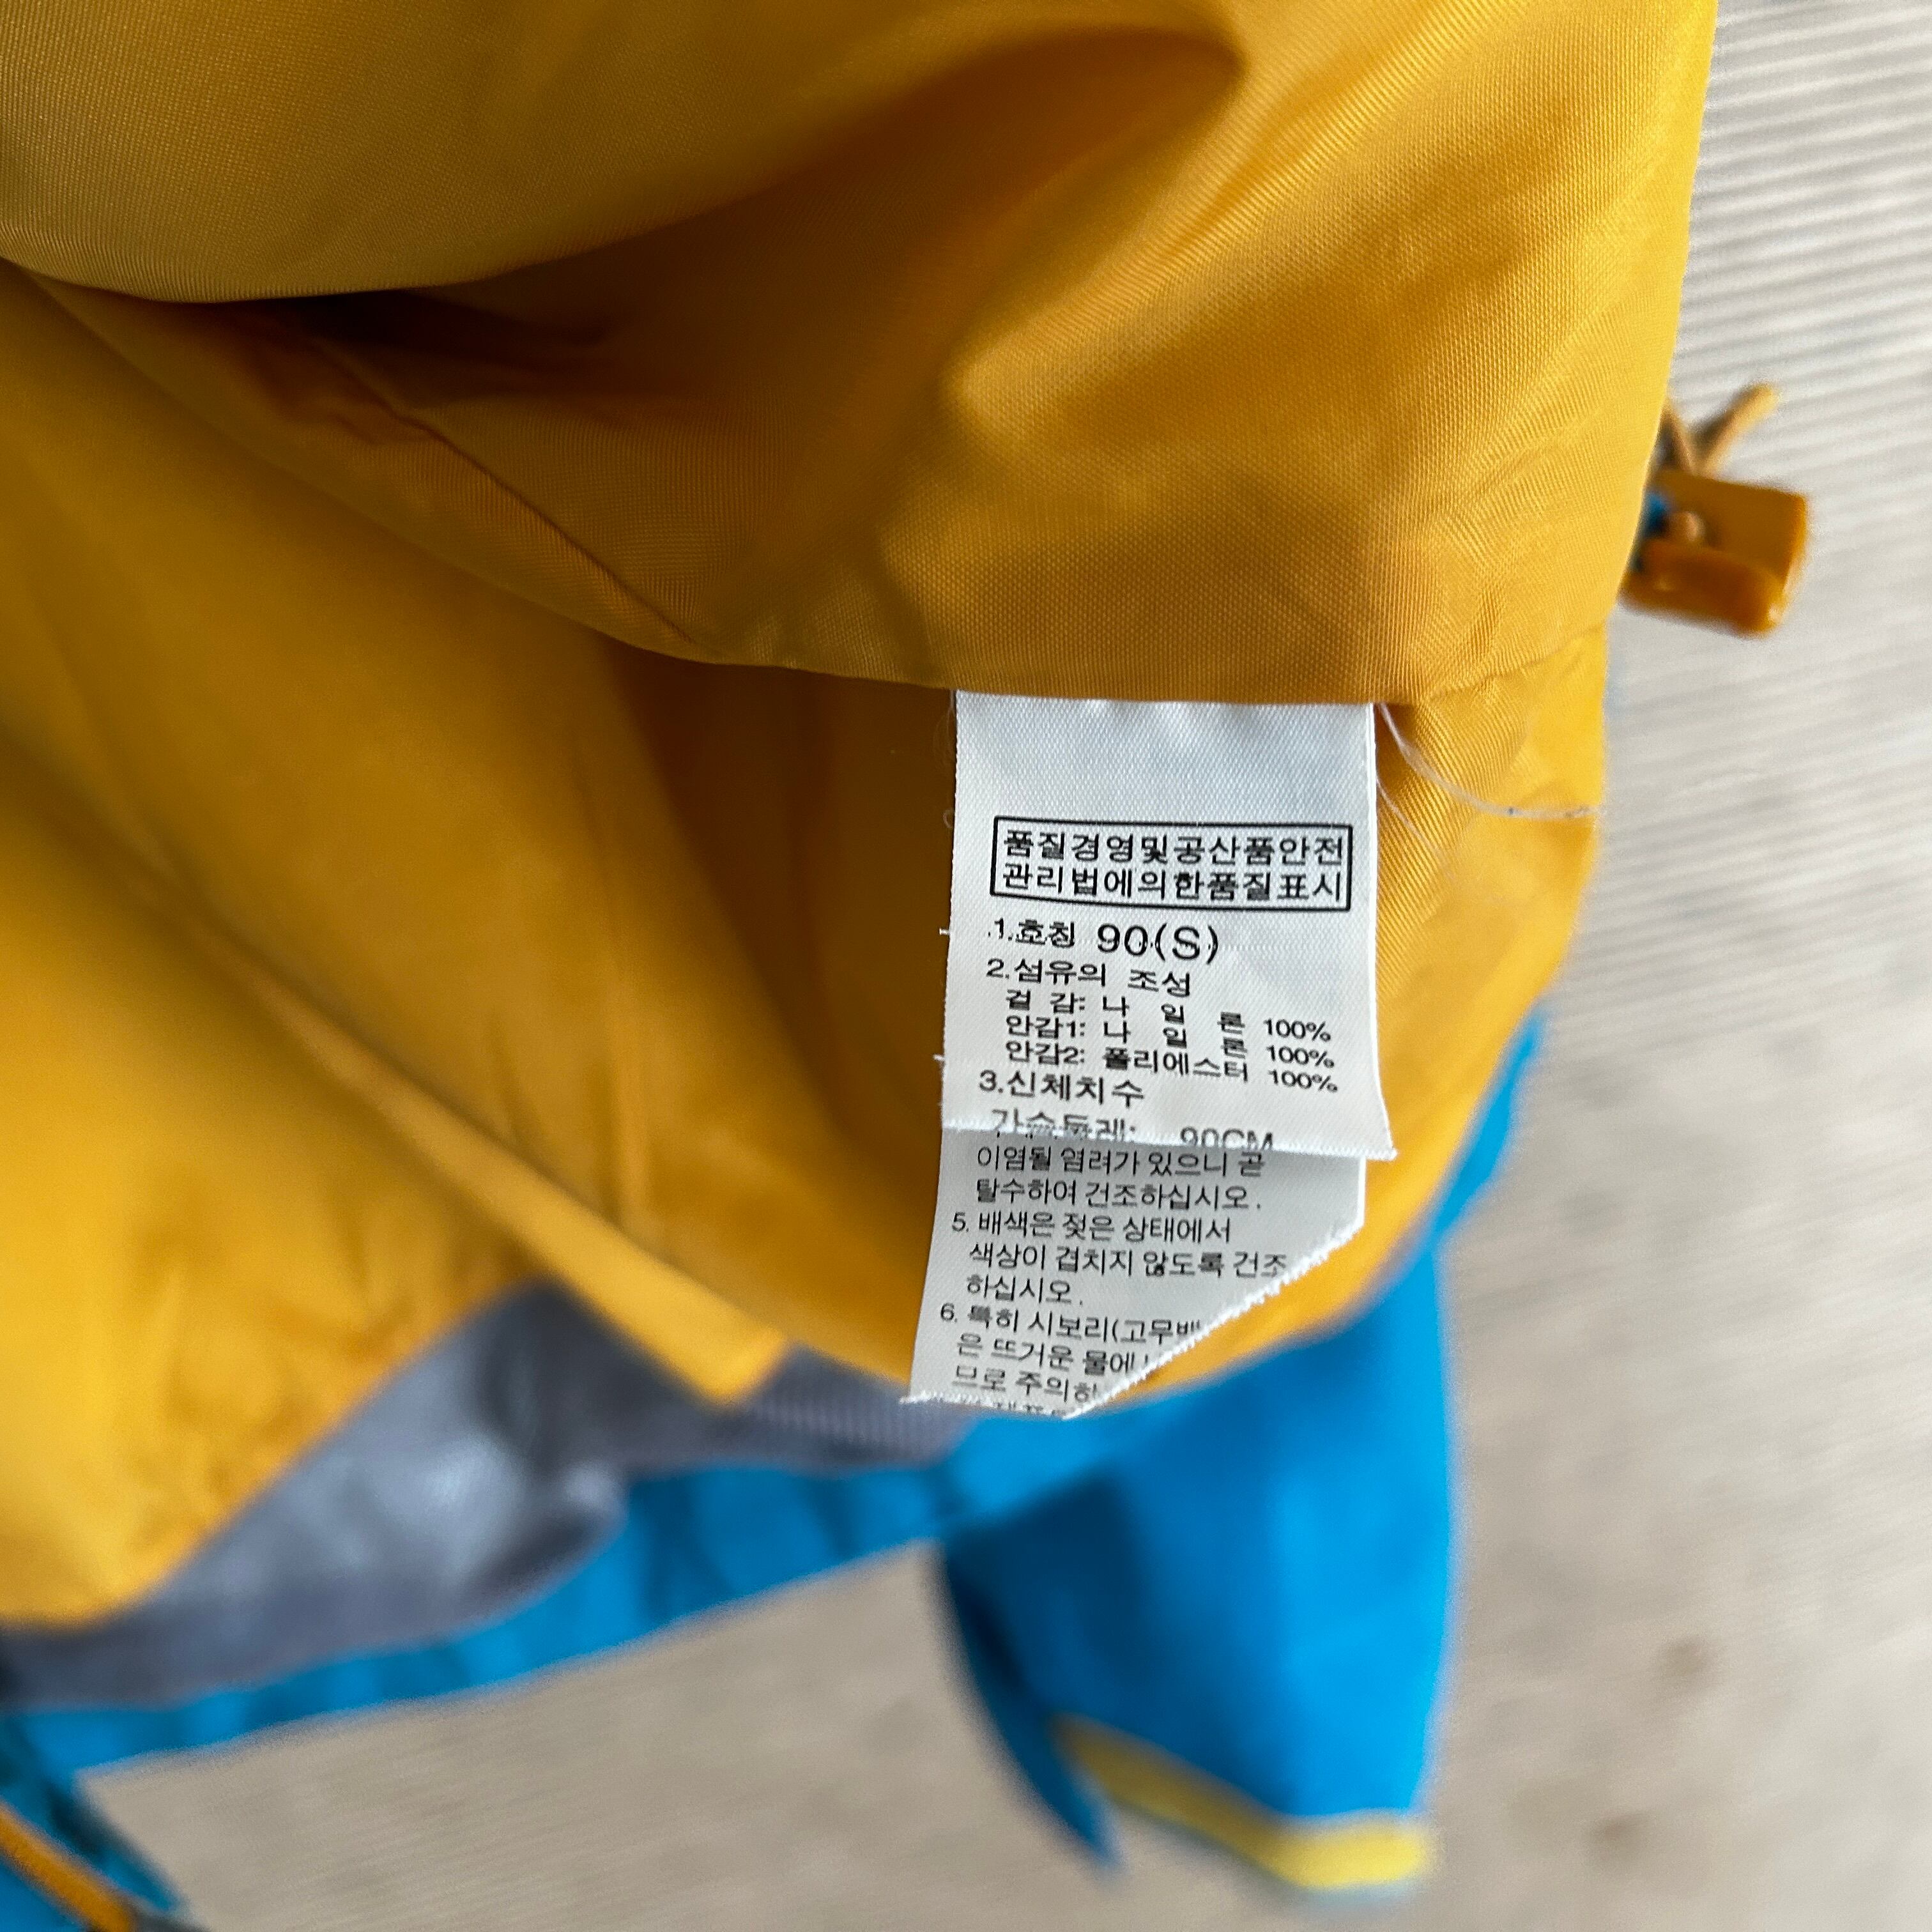 품질경영및공산품안전
관리법에의한품질표시
1.호칭 90(S)
2.섬유의 조성
겉 감: 나 일 론 100%
안감1: 나 일 론 100%
안감2: 폴리에스터 100%
3.신체치수
가슴둘레: 90CM
이염될 염려가 있으니 곧
탈수하여 건조하십시오.
5. 배색은 젖은 상태에서
색상이 겹치지 않도록 건조
하십시오.
6. 특히 시보리(고무
은 뜨거운 물에
므로 주의하